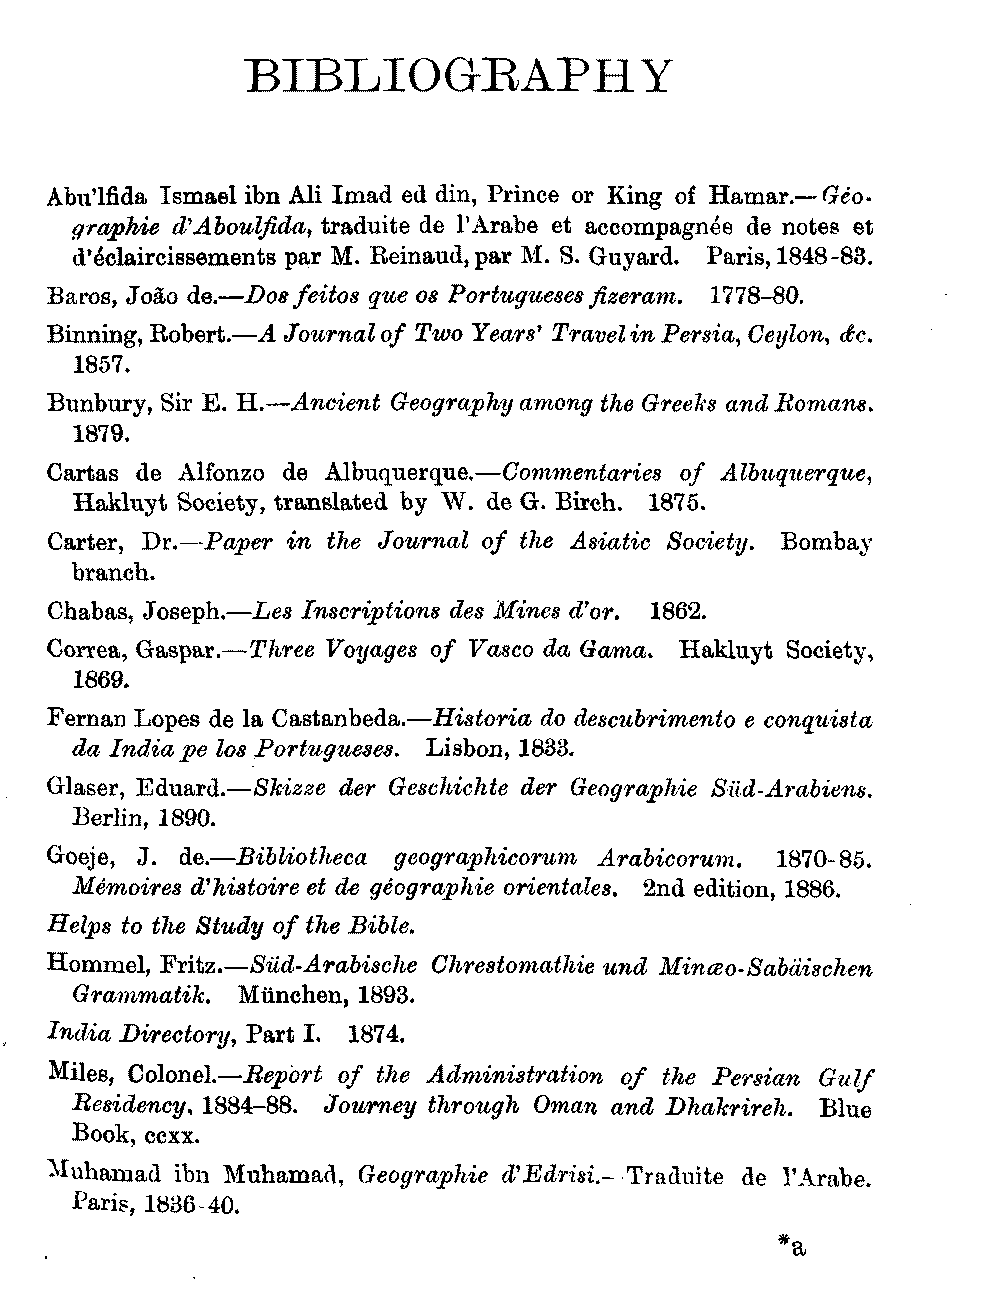 BIBLIOGRAPHY
Abu'lfida Ismael ibn Ali Imad ed din, Prince or King of Hamar.—Géo-
graphie d'Aboulfida, traduite de l'Arabe et accompagnée de notes et
d'éclaircissements par M. Reinaud, par M. S. Guyard. Paris, 1848-83.
Baros, João de.—Dos feitos que os Portugueses fizeram. 1778–80.
Binning, Robert.—A Journal of Two Years' Travel in Persia, Ceylon, &c.
1857.
Bunbury, Sir E. H.—Ancient Geography among the Greeks and Romans.
1879.
Cartas de Alfonzo de Albuquerque.—Commentaries of Albuquerque,
Hakluyt Society, translated by W. de G. Birch. 1875.
Carter, Dr.—Paper in the Journal of the Asiatic Society. Bombay
branch.
Chabas, Joseph.—Les Inscriptions des Mines d'or. 1862.
Correa, Gaspar.—Three Voyages of Vasco da Gama. Hakluyt Society,
1869.
Fernan Lopes de la Castanbeda.—Historia do descubrimento e conquista
da India pe los Portugueses. Lisbon, 1833.
Glaser, Eduard.—Skizze der Geschichte der Geographie Süd-Arabiens.
Berlin, 1890.
Goeje, J. de.—Bibliotheca geographicorum Arabicorum. 1870-85.
Mémoires d'histoire et de géographie orientales. 2nd edition, 1886.
Helps to the Study of the Bible.
Hommel, Fritz.—Süd-Arabische Chrestomathie und Minæo-Sabäischen
Grammatik. München, 1893.
India Directory, Part I. 1874.
Miles, Colonel.—Report of the Administration of the Persian Gulf
Residency, 1884–88. Journey through Oman and Dhakrireh. Blue
Book, ccxx.
Muhamad ibn Muhamad, Geographie d'Edrisi.—Traduite de l'Arabe.
Paris, 1836-40.
*a